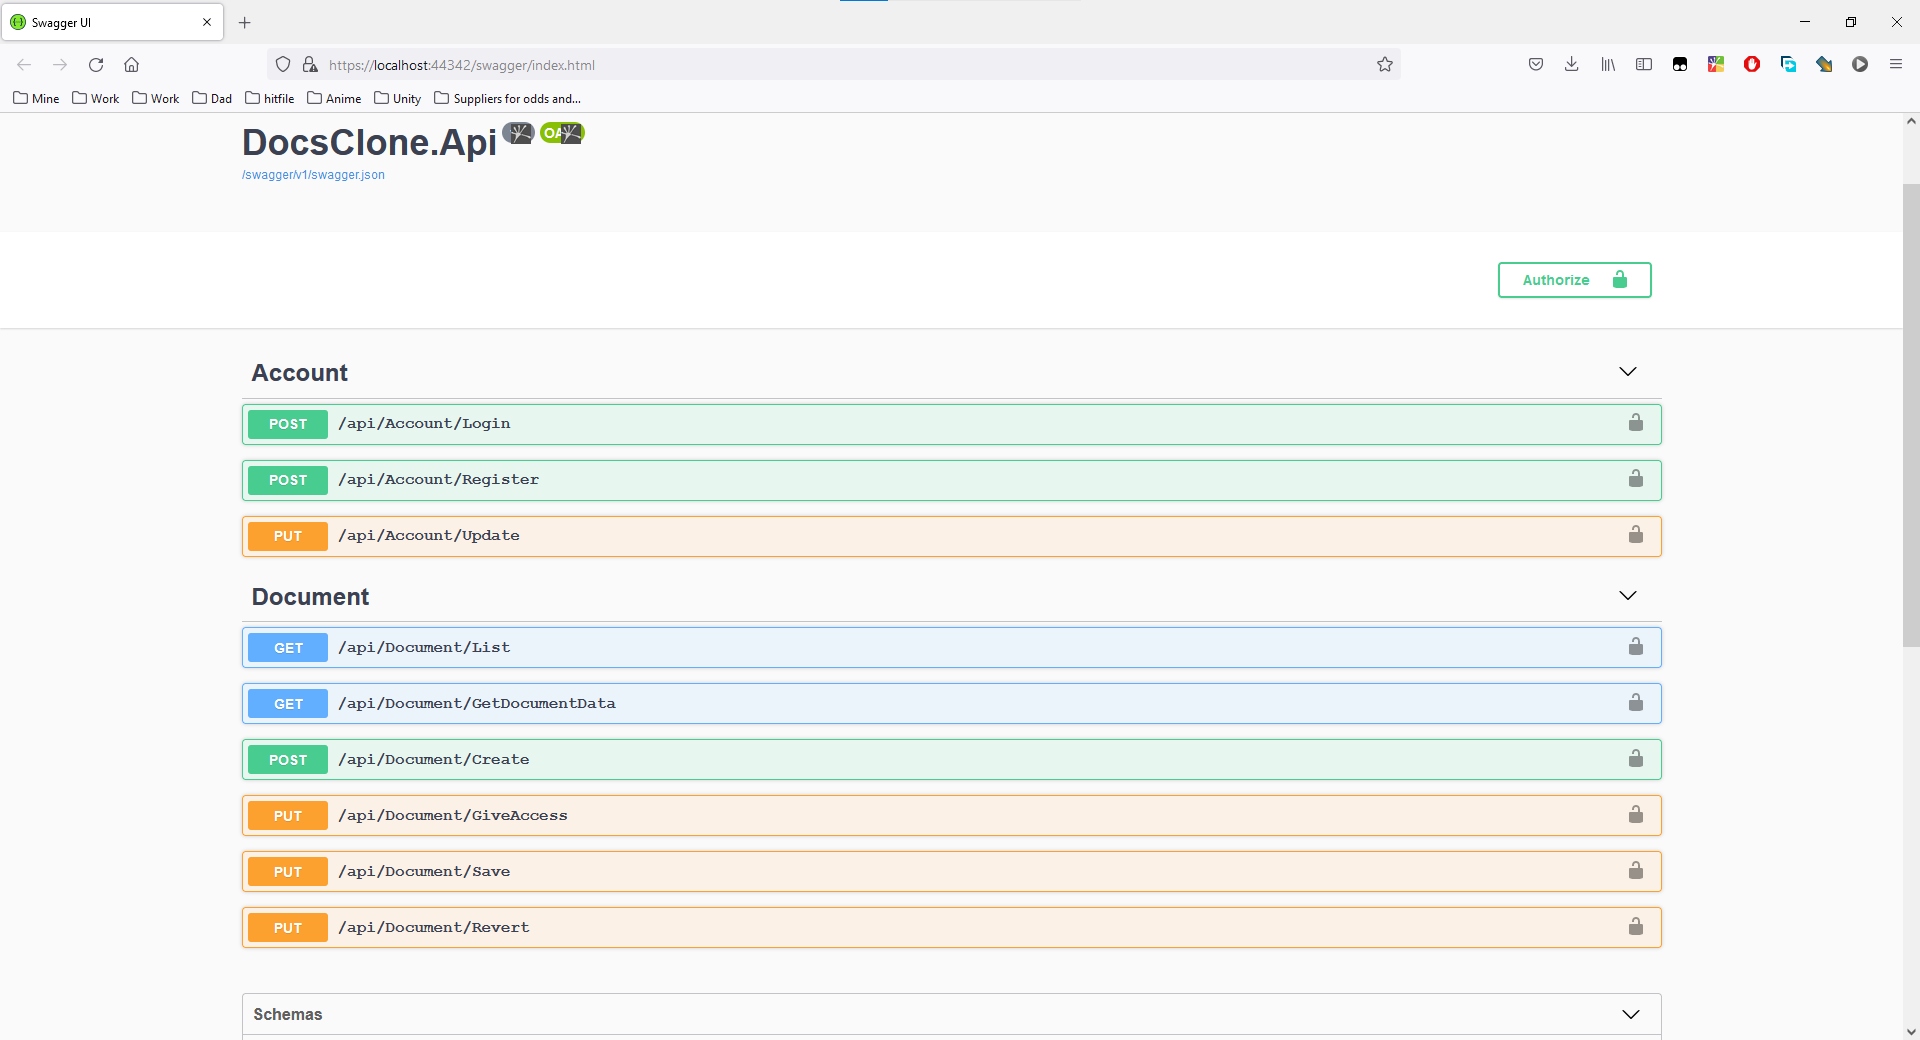 Swagger UI
https://localhost:44342/swagger/index.html
Mine Work Work Dad hitfile Anime Unity Suppliers for odds and...
DocsClone.Api
/swagger/v1/swagger.json
Authorize
Account
POST /api/Account/Login
POST /api/Account/Register
PUT /api/Account/Update
Document
GET /api/Document/List
GET /api/Document/GetDocumentData
POST /api/Document/Create
PUT /api/Document/GiveAccess
PUT /api/Document/Save
PUT /api/Document/Revert
Schemas